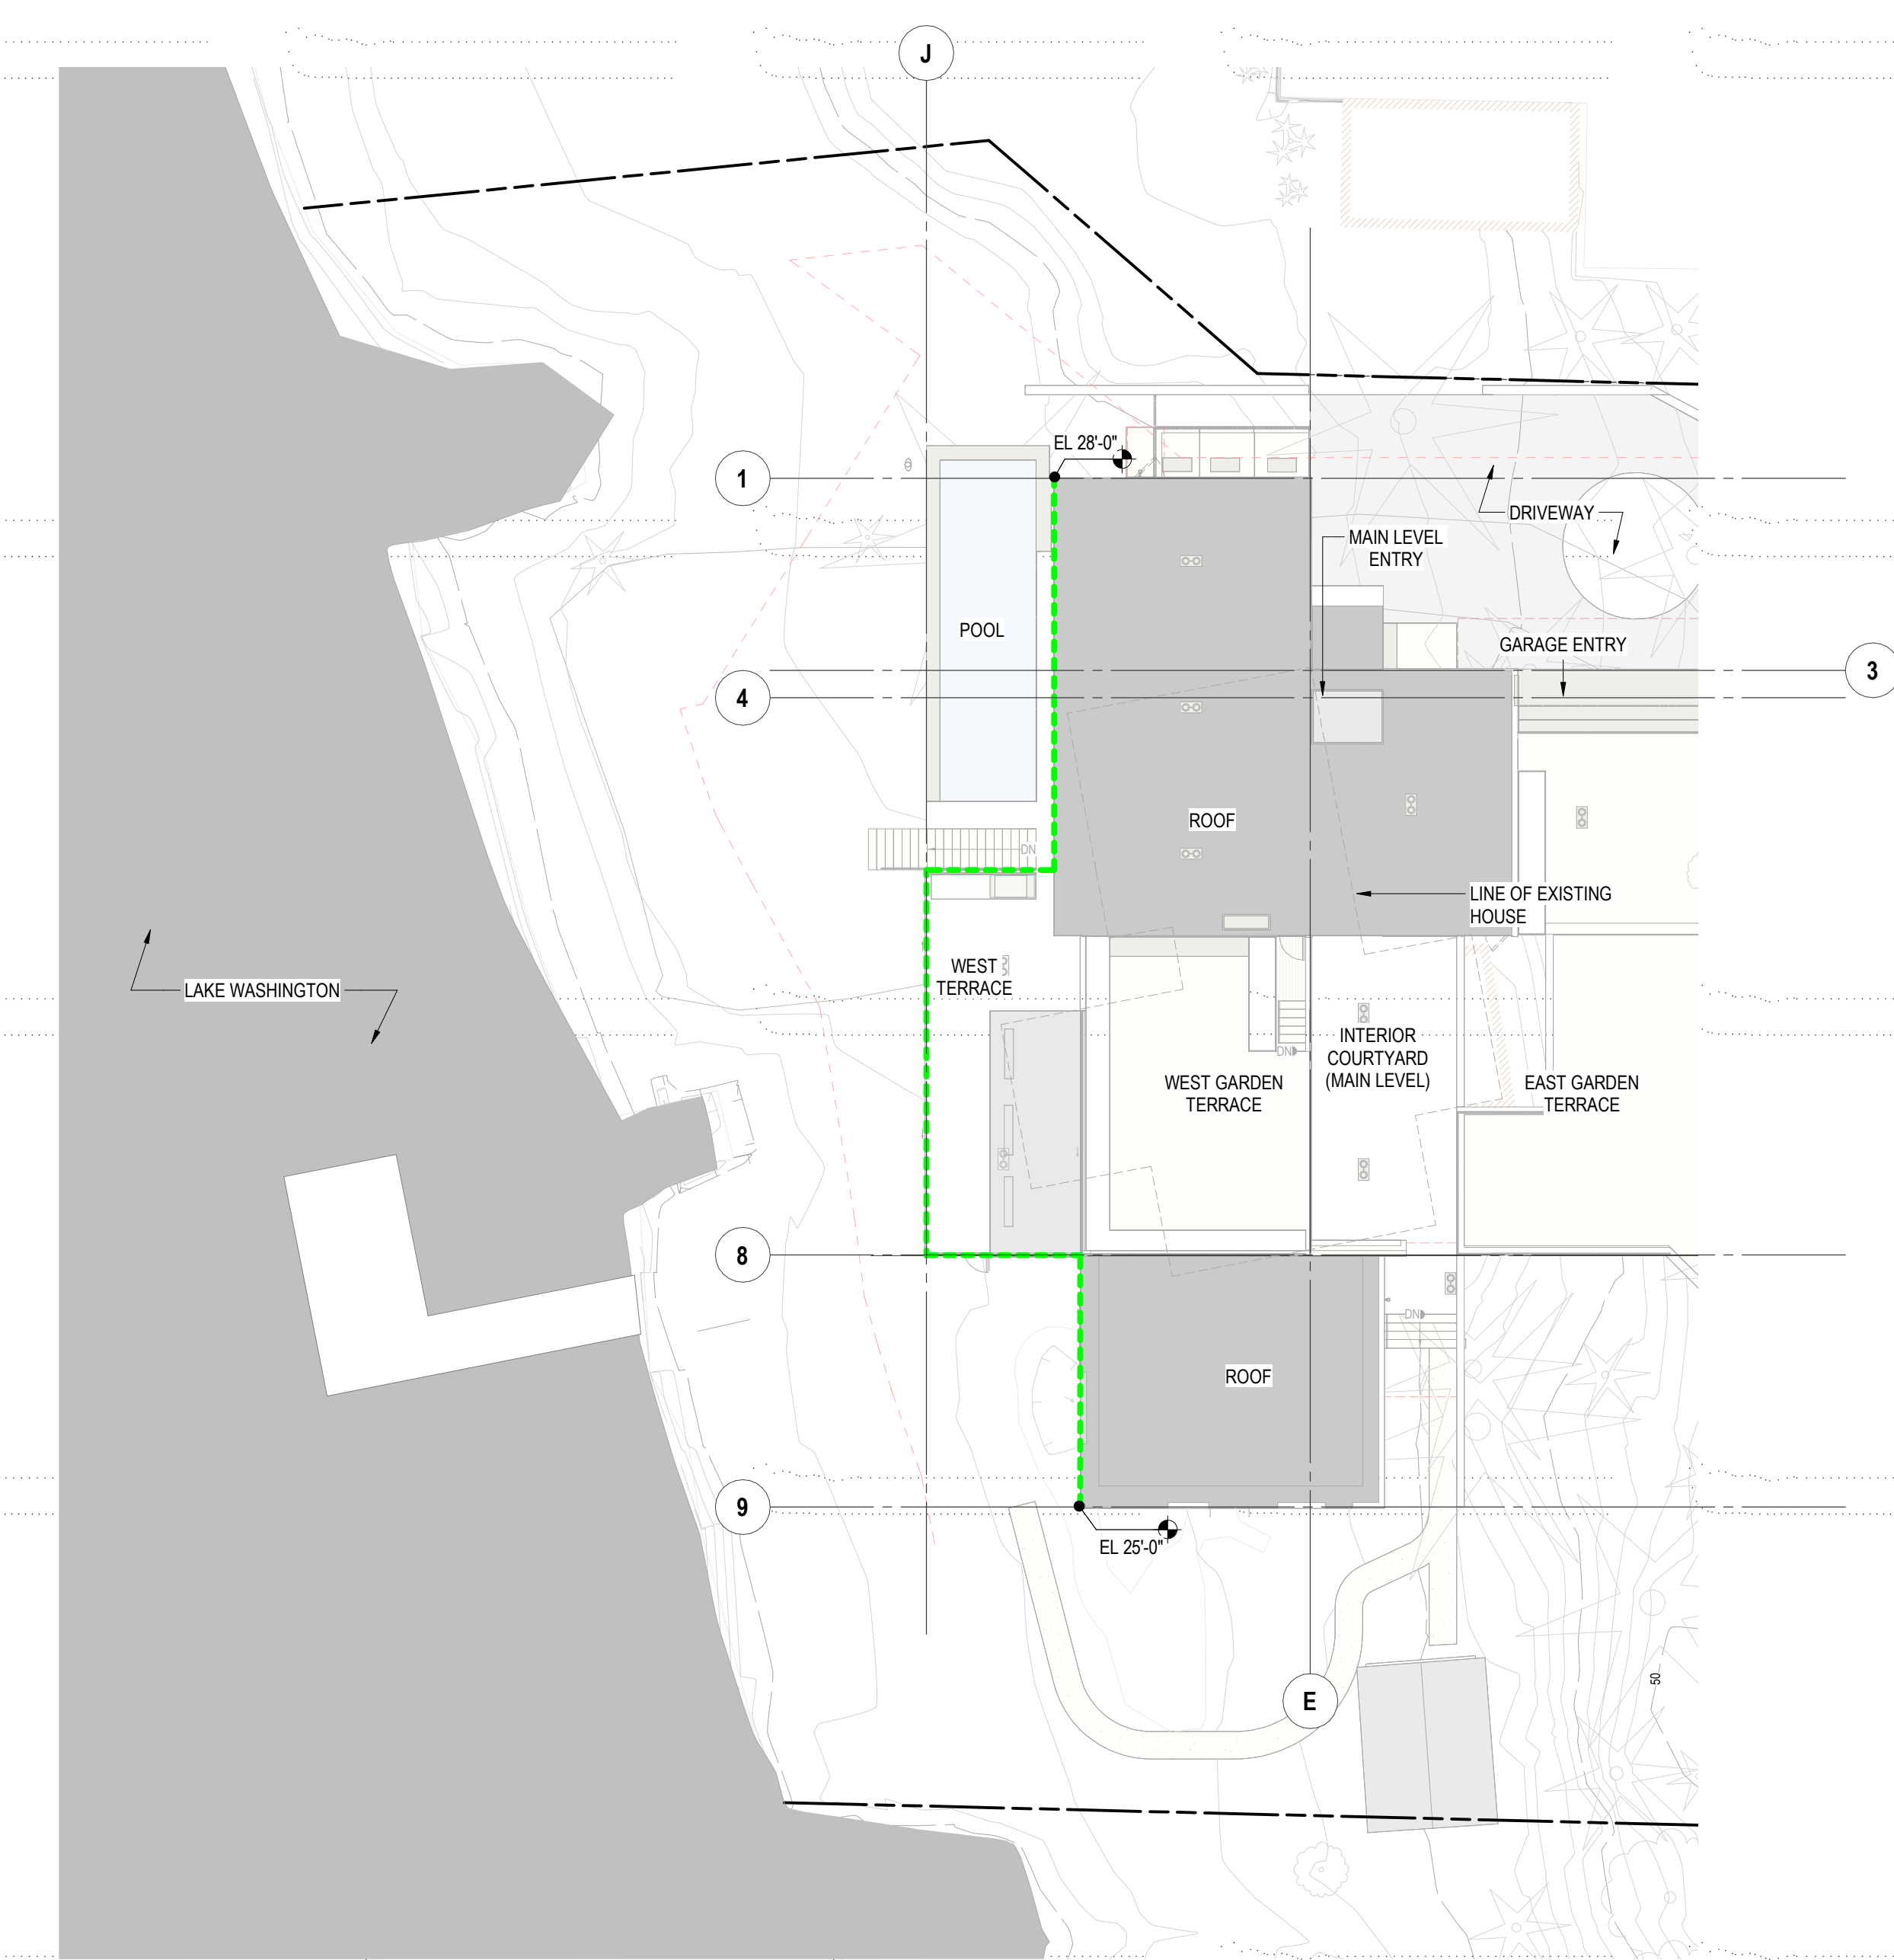 J
EL 28'-0"
1
DRIVEWAY
MAIN LEVEL
ENTRY
POOL
GARAGE ENTRY
3
4
ROOF
DN
LINE OF EXISTING
HOUSE
WEST
TERRACE
LAKE WASHINGTON
INTERIOR
COURTYARD
(MAIN LEVEL)
DN
WEST GARDEN
TERRACE
EAST GARDEN
TERRACE
8
DN
ROOF
9
EL 25'-0"
50
E